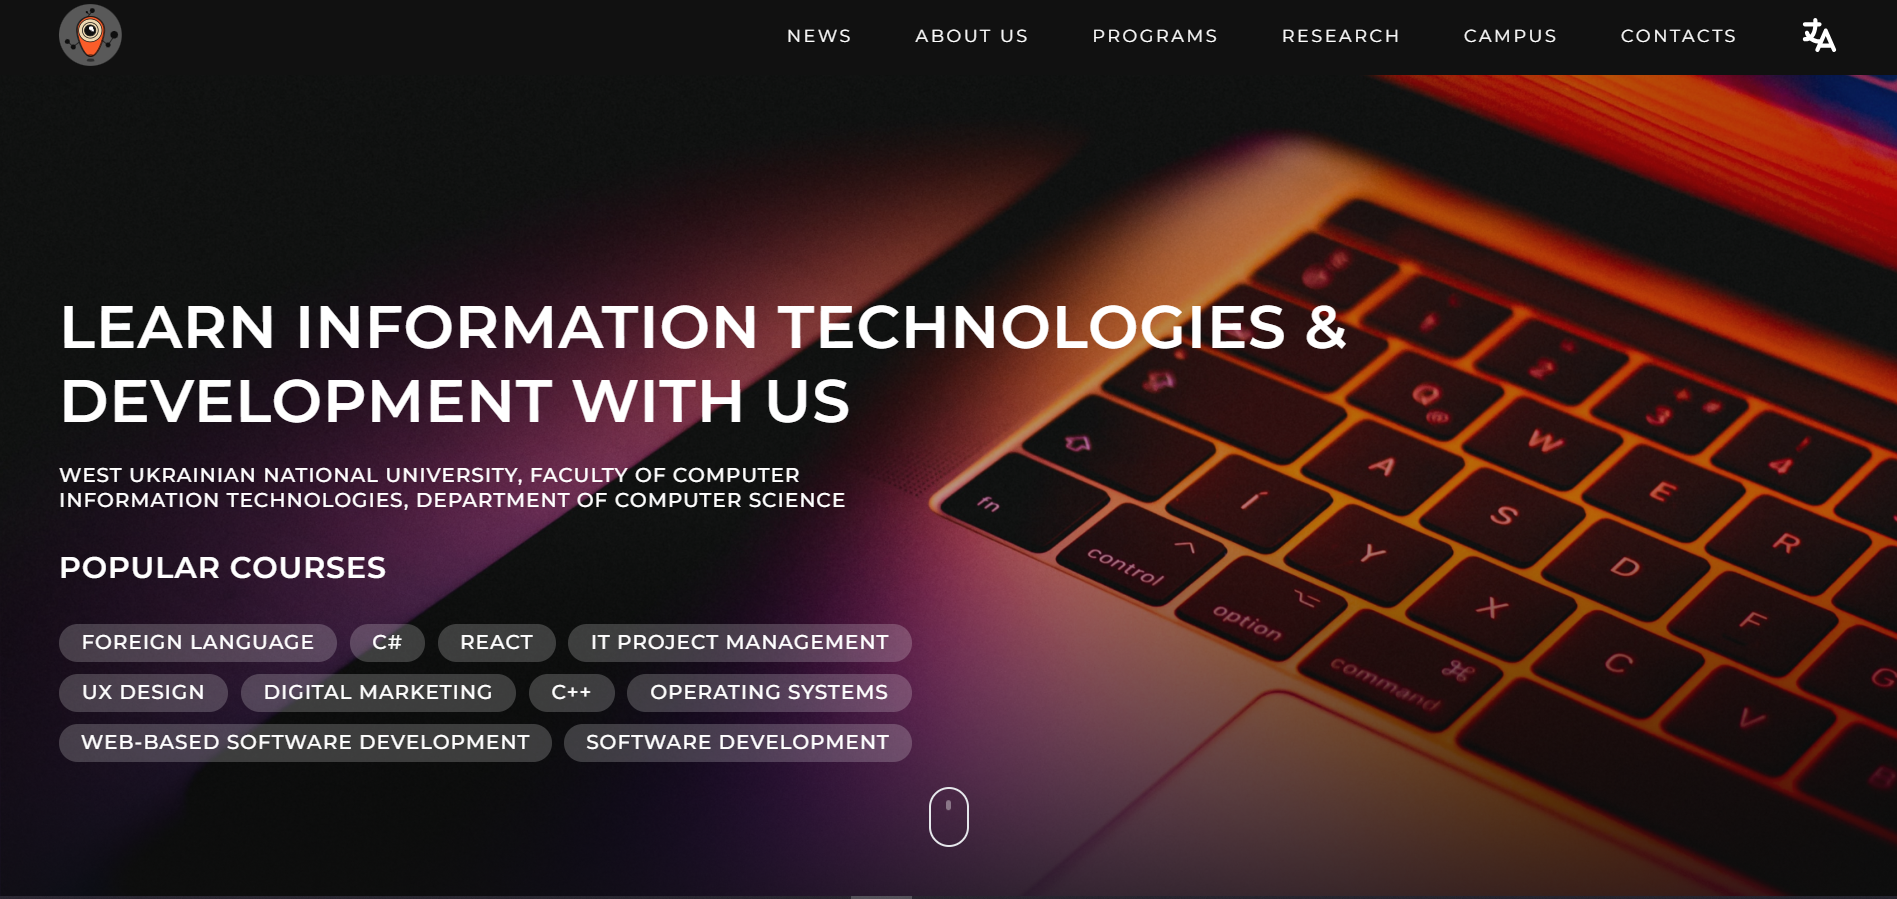 NEWS ABOUT US PROGRAMS RESEARCH CAMPUS CONTACTS
LEARN INFORMATION TECHNOLOGIES &
DEVELOPMENT WITH US
WEST UKRAINIAN NATIONAL UNIVERSITY, FACULTY OF COMPUTER
INFORMATION TECHNOLOGIES, DEPARTMENT OF COMPUTER SCIENCE
POPULAR COURSES
FOREIGN LANGUAGE C# REACT IT PROJECT MANAGEMENT
UX DESIGN DIGITAL MARKETING C++ OPERATING SYSTEMS
WEB-BASED SOFTWARE DEVELOPMENT SOFTWARE DEVELOPMENT
2 3 4
Q W E R
A S D F G
Í Y X C V B
fn control option command